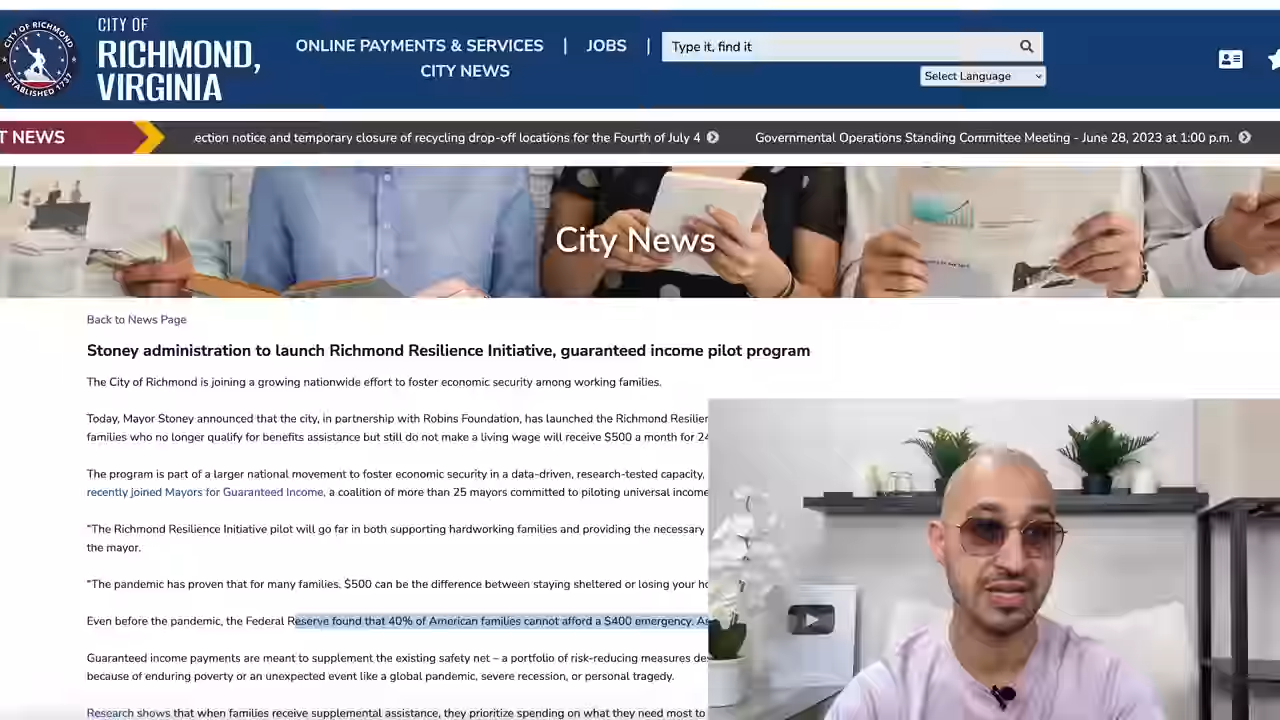 CITY OF RICHMOND
ESTABLISHED 1737
CITY OF
RICHMOND,
VIRGINIA
ONLINE PAYMENTS & SERVICES | JOBS |
CITY NEWS
Type it, find it
Select Language
T NEWS
ection notice and temporary closure of recycling drop-off locations for the Fourth of July 4
Governmental Operations Standing Committee Meeting - June 28, 2023 at 1:00 p.m.
City News
Back to News Page
Stoney administration to launch Richmond Resilience Initiative, guaranteed income pilot program
The City of Richmond is joining a growing nationwide effort to foster economic security among working families.
Today, Mayor Stoney announced that the city, in partnership with Robins Foundation, has launched the Richmond Resilier
families who no longer qualify for benefits assistance but still do not make a living wage will receive $500 a month for 24
The program is part of a larger national movement to foster economic security in a data-driven, research-tested capacity.
recently joined Mayors for Guaranteed Income, a coalition of more than 25 mayors committed to piloting universal income
“The Richmond Resilience Initiative pilot will go far in both supporting hardworking families and providing the necessary
the mayor.
“The pandemic has proven that for many families, $500 can be the difference between staying sheltered or losing your ho
Even before the pandemic, the Federal Reserve found that 40% of American families cannot afford a $400 emergency. As
Guaranteed income payments are meant to supplement the existing safety net – a portfolio of risk-reducing measures des
because of enduring poverty or an unexpected event like a global pandemic, severe recession, or personal tragedy.
Research shows that when families receive supplemental assistance, they prioritize spending on what they need most to